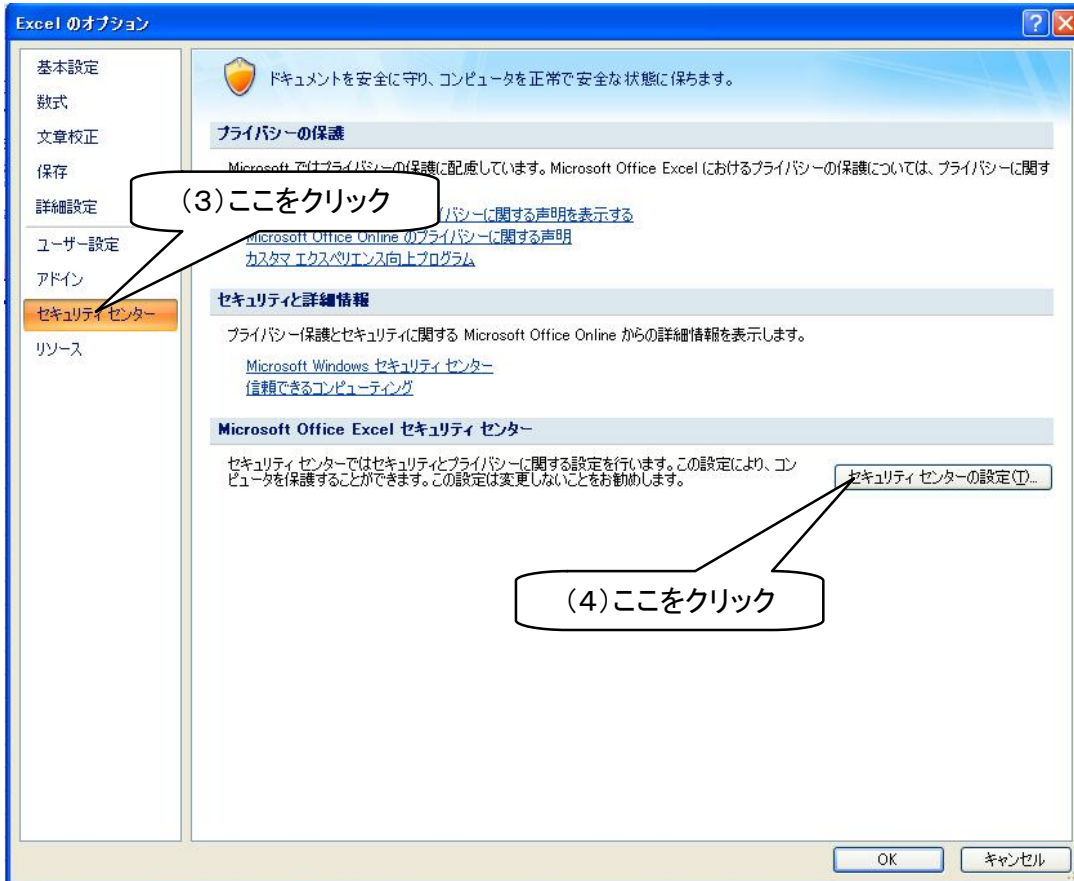 Excel のオプション
基本設定
数式
文章校正
保存
詳細設定
ユーザー設定
アドイン
セキュリティ センター
リソース
ドキュメントを安全に守り、コンピュータを正常で安全な状態に保ちます。
プライバシーの保護
Microsoft ではプライバシーの保護に配慮しています。Microsoft Office Excel におけるプライバシーの保護については、プライバシーに関す
(3)ここをクリック
バシーに関する声明を表示する
Microsoft Office Online のプライバシーに関する声明
カスタマ エクスペリエンス向上プログラム
セキュリティと詳細情報
プライバシー保護とセキュリティに関する Microsoft Office Online からの詳細情報を表示します。
Microsoft Windows セキュリティ センター
信頼できるコンピューティング
Microsoft Office Excel セキュリティ センター
セキュリティ センターではセキュリティとプライバシーに関する設定を行います。この設定により、コン
ピュータを保護することができます。この設定は変更しないことをお勧めします。
セキュリティ センターの設定(T)...
(4)ここをクリック
OK
キャンセル